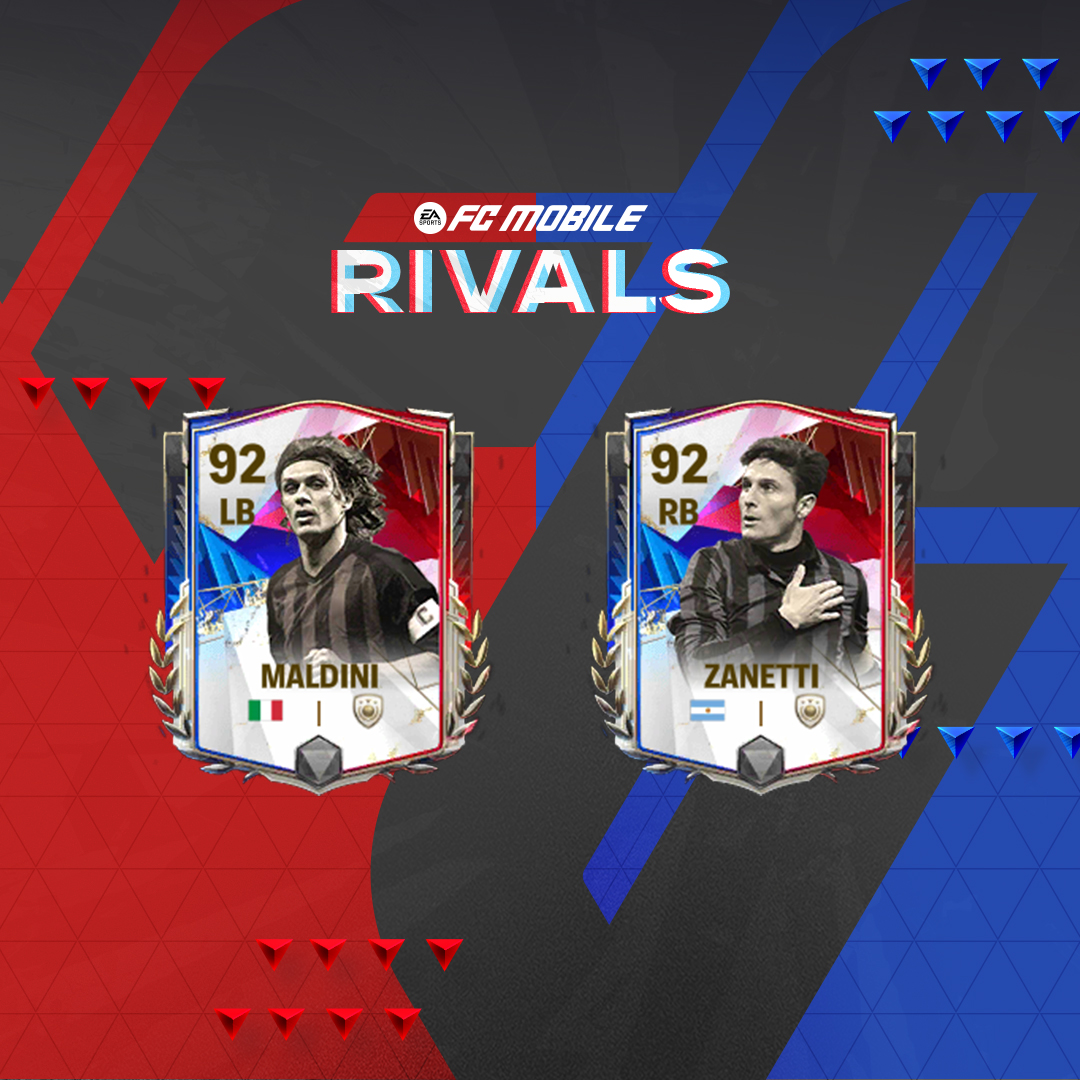 EA SPORTS FC MOBILE
RIVALS
92
LB
C
MALDINI
92
RB
ZANETTI